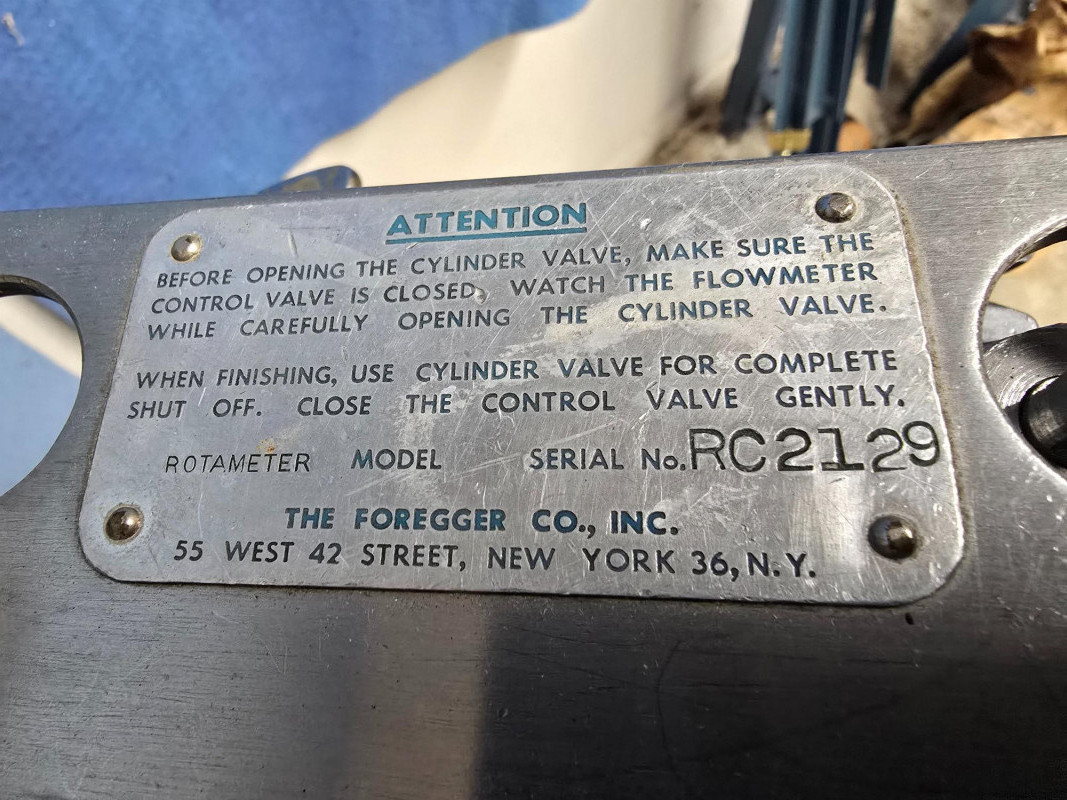 ATTENTION
BEFORE OPENING THE CYLINDER VALVE, MAKE SURE THE
CONTROL VALVE IS CLOSED. WATCH THE FLOWMETER
WHILE CAREFULLY OPENING THE CYLINDER VALVE.
WHEN FINISHING, USE CYLINDER VALVE FOR COMPLETE
SHUT OFF. CLOSE THE CONTROL VALVE GENTLY.
ROTAMETER MODEL SERIAL No. RC2129
THE FOREGGER CO., INC.
55 WEST 42 STREET, NEW YORK 36, N.Y.